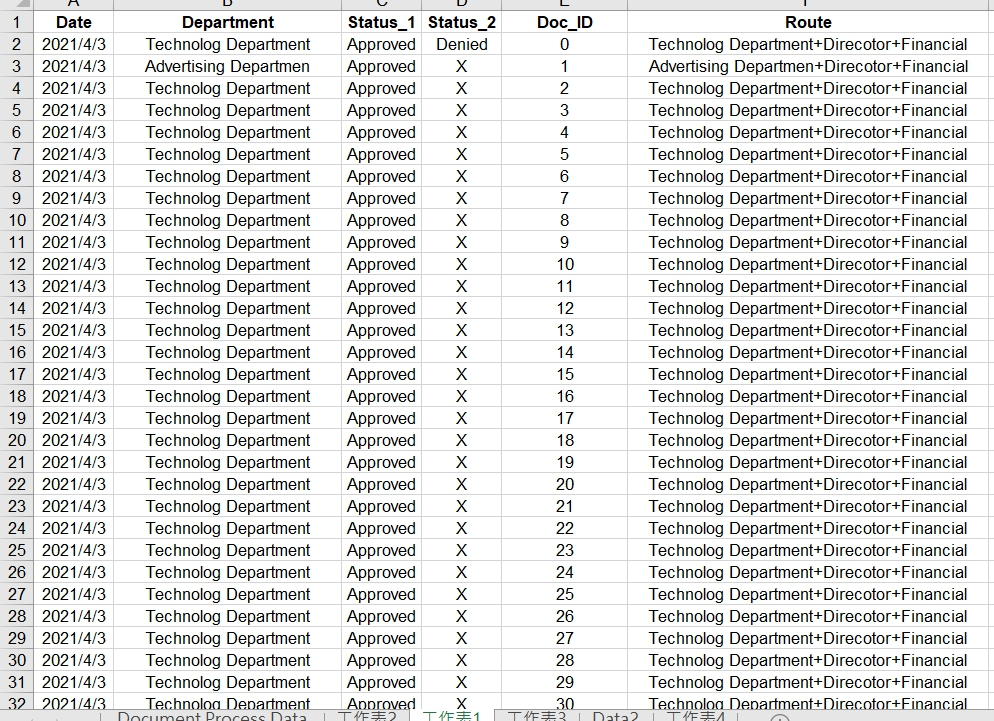 A B C D E F
1 Date Department Status_1 Status_2 Doc_ID Route
2 2021/4/3 Technolog Department Approved Denied 0 Technolog Department+Direcotor+Financial
3 2021/4/3 Advertising Departmen Approved X 1 Advertising Departmen+Direcotor+Financial
4 2021/4/3 Technolog Department Approved X 2 Technolog Department+Direcotor+Financial
5 2021/4/3 Technolog Department Approved X 3 Technolog Department+Direcotor+Financial
6 2021/4/3 Technolog Department Approved X 4 Technolog Department+Direcotor+Financial
7 2021/4/3 Technolog Department Approved X 5 Technolog Department+Direcotor+Financial
8 2021/4/3 Technolog Department Approved X 6 Technolog Department+Direcotor+Financial
9 2021/4/3 Technolog Department Approved X 7 Technolog Department+Direcotor+Financial
10 2021/4/3 Technolog Department Approved X 8 Technolog Department+Direcotor+Financial
11 2021/4/3 Technolog Department Approved X 9 Technolog Department+Direcotor+Financial
12 2021/4/3 Technolog Department Approved X 10 Technolog Department+Direcotor+Financial
13 2021/4/3 Technolog Department Approved X 11 Technolog Department+Direcotor+Financial
14 2021/4/3 Technolog Department Approved X 12 Technolog Department+Direcotor+Financial
15 2021/4/3 Technolog Department Approved X 13 Technolog Department+Direcotor+Financial
16 2021/4/3 Technolog Department Approved X 14 Technolog Department+Direcotor+Financial
17 2021/4/3 Technolog Department Approved X 15 Technolog Department+Direcotor+Financial
18 2021/4/3 Technolog Department Approved X 16 Technolog Department+Direcotor+Financial
19 2021/4/3 Technolog Department Approved X 17 Technolog Department+Direcotor+Financial
20 2021/4/3 Technolog Department Approved X 18 Technolog Department+Direcotor+Financial
21 2021/4/3 Technolog Department Approved X 19 Technolog Department+Direcotor+Financial
22 2021/4/3 Technolog Department Approved X 20 Technolog Department+Direcotor+Financial
23 2021/4/3 Technolog Department Approved X 21 Technolog Department+Direcotor+Financial
24 2021/4/3 Technolog Department Approved X 22 Technolog Department+Direcotor+Financial
25 2021/4/3 Technolog Department Approved X 23 Technolog Department+Direcotor+Financial
26 2021/4/3 Technolog Department Approved X 24 Technolog Department+Direcotor+Financial
27 2021/4/3 Technolog Department Approved X 25 Technolog Department+Direcotor+Financial
28 2021/4/3 Technolog Department Approved X 26 Technolog Department+Direcotor+Financial
29 2021/4/3 Technolog Department Approved X 27 Technolog Department+Direcotor+Financial
30 2021/4/3 Technolog Department Approved X 28 Technolog Department+Direcotor+Financial
31 2021/4/3 Technolog Department Approved X 29 Technolog Department+Direcotor+Financial
32 2021/4/3 Technolog Department Approved X 30 Technolog Department+Direcotor+Financial
Document Process Data 工作表2 工作表1 工作表3 Data2 工作表4